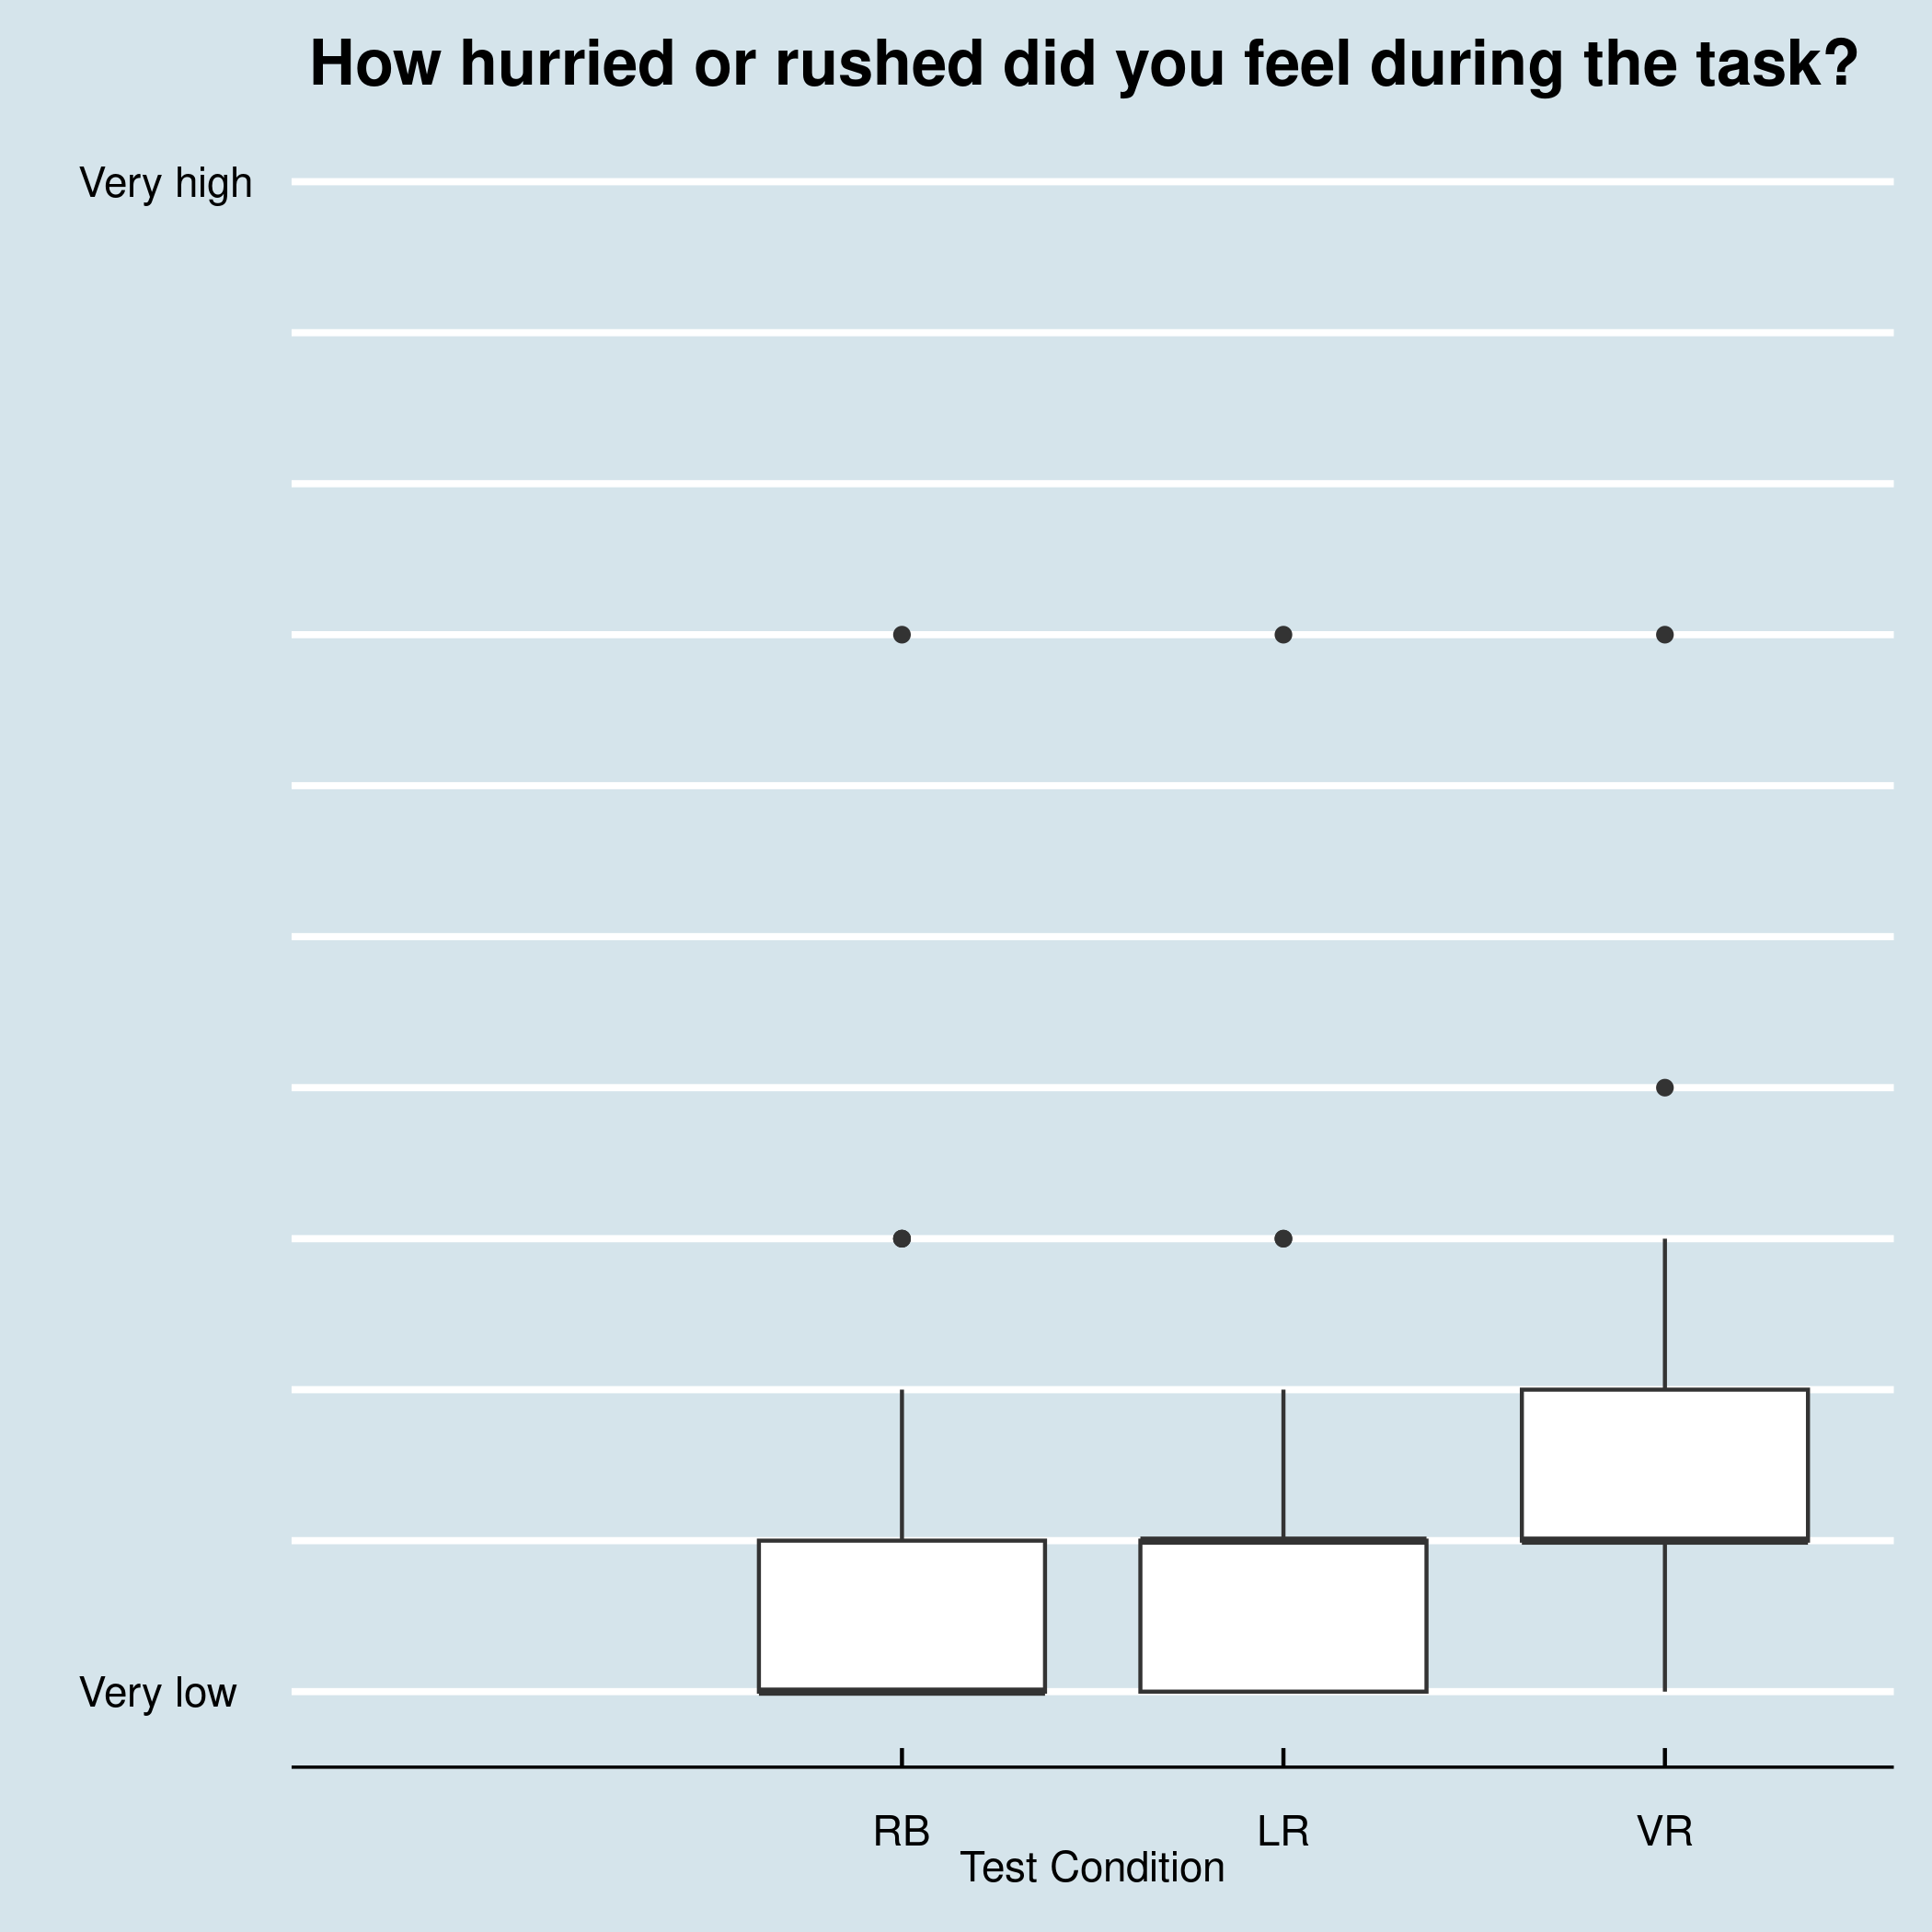 How hurried or rushed did you feel during the task?
Very high
Very low
RB LR VR
Test Condition